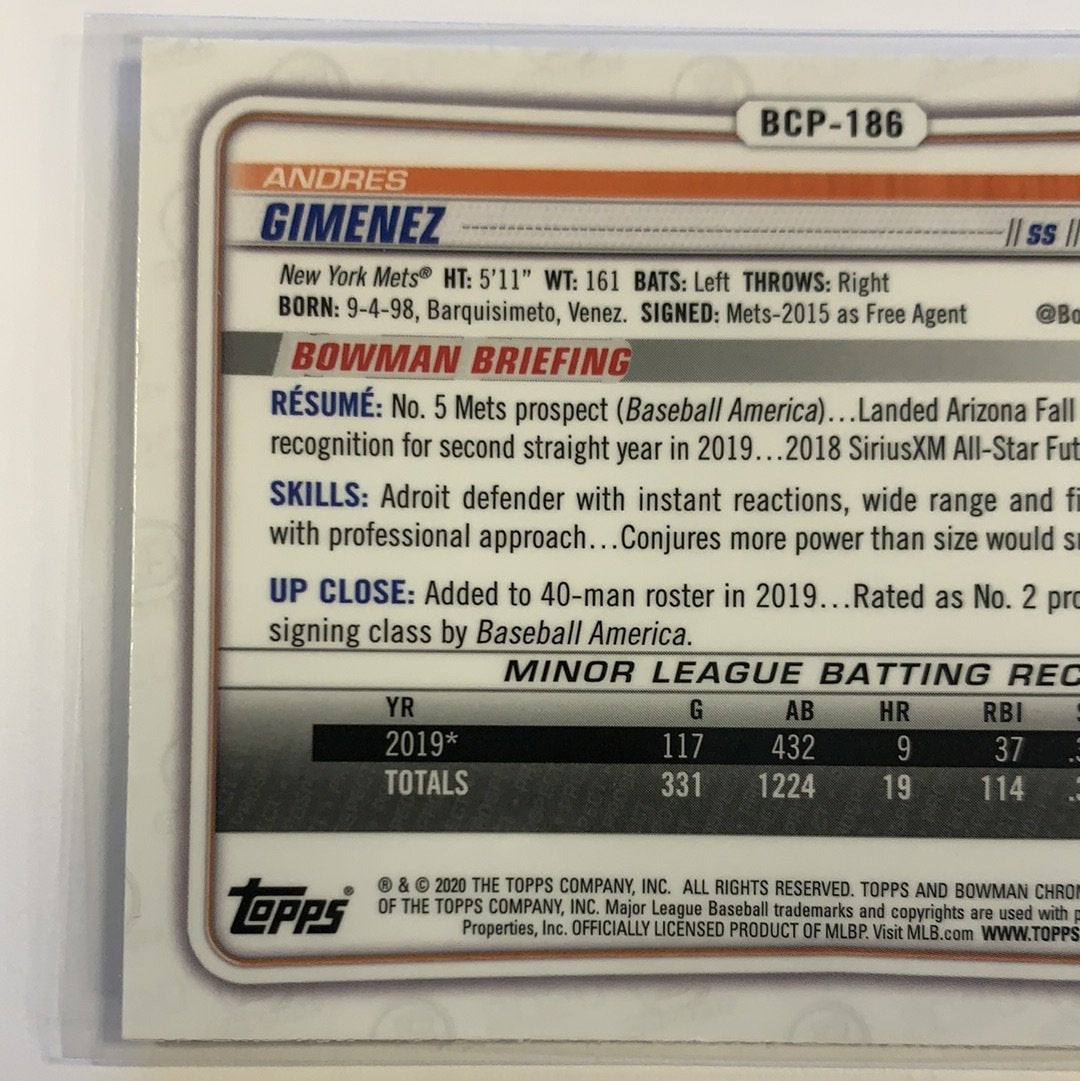 BCP-186
ANDRES
GIMENEZ // SS //
New York Mets® HT: 5'11" WT: 161 BATS: Left THROWS: Right
BORN: 9-4-98, Barquisimeto, Venez. SIGNED: Mets-2015 as Free Agent
BOWMAN BRIEFING
RÉSUMÉ: No. 5 Mets prospect (Baseball America)...Landed Arizona Fall
recognition for second straight year in 2019...2018 SiriusXM All-Star
SKILLS: Adroit defender with instant reactions, wide range and
with professional approach...Conjures more power than size would
UP CLOSE: Added to 40-man roster in 2019...Rated as No. 2
signing class by Baseball America.
MINOR LEAGUE BATTING
YR G AB HR RBI
2019* 117 432 9 37
TOTALS 331 1224 19 114
Topps® ® & © 2020 THE TOPPS COMPANY, INC. ALL RIGHTS RESERVED. TOPPS AND BOWMAN
OF THE TOPPS COMPANY, INC. Major League Baseball trademarks and copyrights are used with
Properties, Inc. OFFICIALLY LICENSED PRODUCT OF MLBP. Visit MLB.com WWW.TOPPS